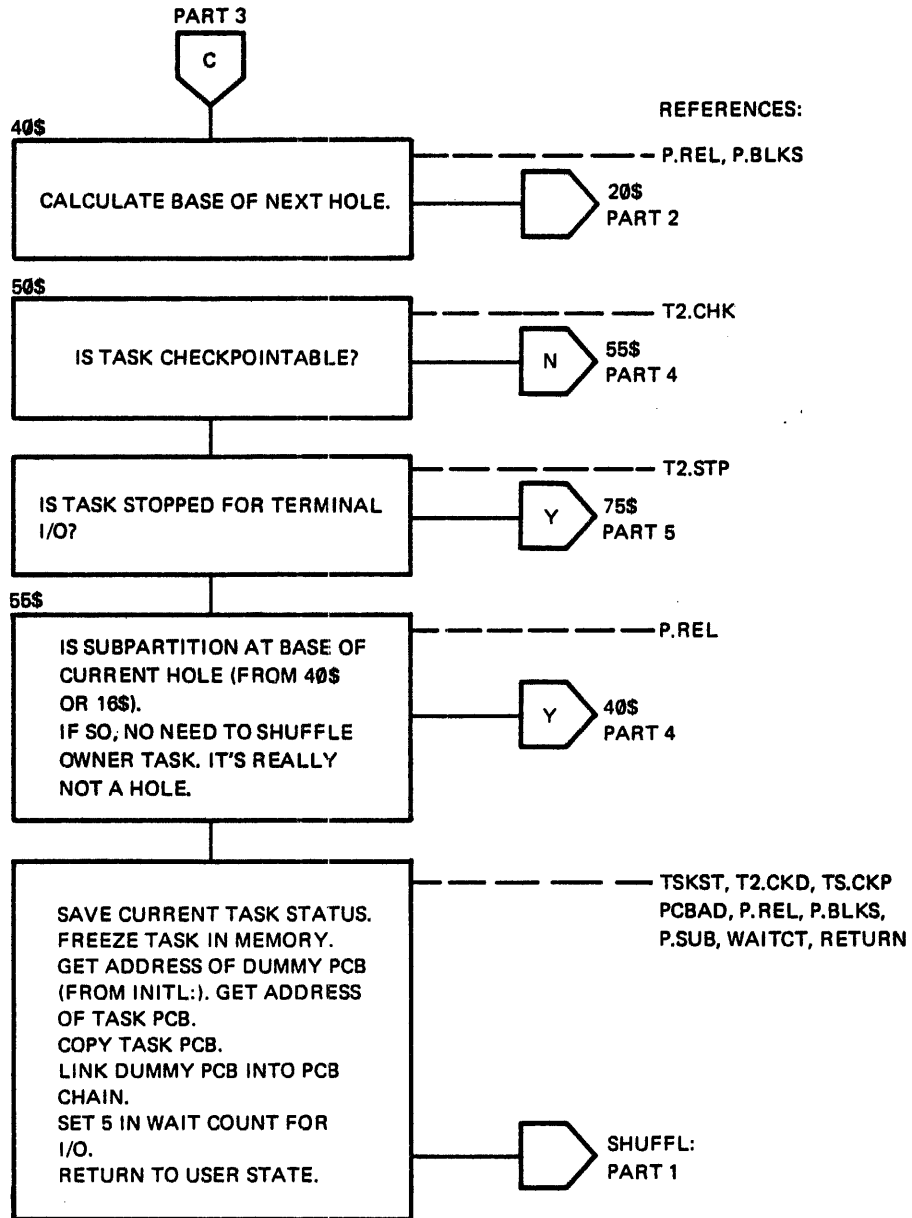 PART 3
C
REFERENCES:
40$
P.REL, P.BLKS
CALCULATE BASE OF NEXT HOLE.
20$
PART 2
50$
T2.CHK
IS TASK CHECKPOINTABLE?
N
55$
PART 4
T2.STP
IS TASK STOPPED FOR TERMINAL
I/O?
Y
75$
PART 5
55$
P.REL
IS SUBPARTITION AT BASE OF
CURRENT HOLE (FROM 40$
OR 16$).
IF SO, NO NEED TO SHUFFLE
OWNER TASK. IT'S REALLY
NOT A HOLE.
Y
40$
PART 4
TSKST, T2.CKD, TS.CKP
PCBAD, P.REL, P.BLKS,
P.SUB, WAITCT, RETURN
SAVE CURRENT TASK STATUS.
FREEZE TASK IN MEMORY.
GET ADDRESS OF DUMMY PCB
(FROM INITL:). GET ADDRESS
OF TASK PCB.
COPY TASK PCB.
LINK DUMMY PCB INTO PCB
CHAIN.
SET 5 IN WAIT COUNT FOR
I/O.
RETURN TO USER STATE.
SHUFFL:
PART 1